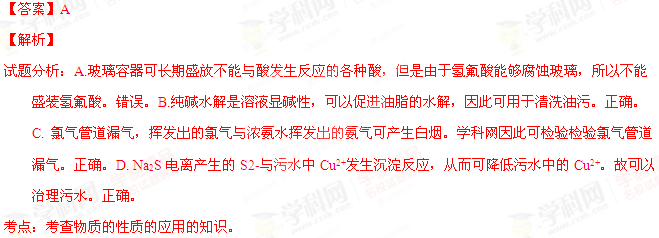 【答案】A
【解析】
试题分析：A.玻璃容器可长期盛放不能与酸发生反应的各种酸，但是由于氢氟酸能够腐蚀玻璃，所以不能
盛装氢氟酸。错误。B.纯碱水解是溶液显碱性，可以促进油脂的水解，因此可用于清洗油污。正确。
C. 氯气管道漏气，挥发出的氯气与浓氨水挥发出的氨气可产生白烟。学科网因此可检验检验氯气管道
漏气。正确。D. Na₂S 电离产生的 S2-与污水中 Cu²⁺发生沉淀反应，从而可降低污水中的 Cu²⁺。故可以
治理污水。正确。
考点：考查物质的性质的应用的知识。